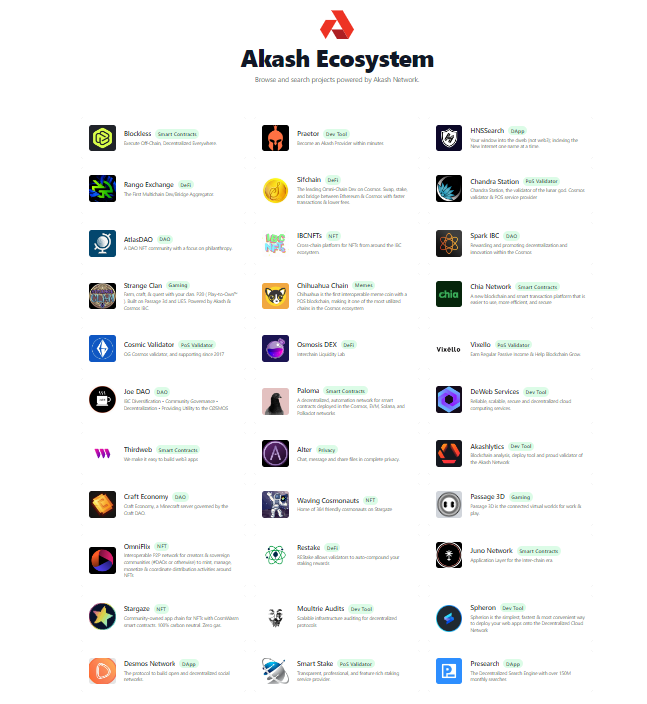 Akash Ecosystem
Browse and search projects powered by Akash Network.
Blockless Smart Contracts
Execute Off-Chain, Decentralized Everywhere.
Praetor Dev Tool
Become an Akash Provider within minutes
HNSSearch DApp
Your window into the dweb (not web3); indexing the
New Internet one name at a time.
Rango Exchange DeFi
The First Multichain Dex/Bridge Aggregator
Sifchain DeFi
The leading Omni-Chain Dex on Cosmos. Swap, stake,
and bridge between Ethereum & Cosmos with faster
transactions & lower fees
Chandra Station PoS Validator
Chandra Station, the validator of the lunar god. Cosmos
validator & POS service provider
AtlasDAO DAO
A DAO NFT community with a focus on philanthropy.
IBCNFTs NFT
Cross-chain platform for NFTs from around the IBC
ecosystem
IBC
NFTs
Spark IBC DAO
Rewarding and promoting decentralization and
innovation within the Cosmos
Strange Clan Gaming
Farm, craft, & quest with your clan. P2B | Play-to-Own™
| Built on Passage 3d and UE5. Powered by Akash &
Cosmos IBC
Chihuahua Chain Memes
Chihuahua is the first interoperable meme coin with a
POS blockchain, making it one of the most utilized
chains in the Cosmos ecosystem
chia
Chia Network Smart Contracts
A new blockchain and smart transaction platform that is
easier to use, more efficient, and secure
Cosmic Validator PoS Validator
OG Cosmos validator, and supporting since 2017
Osmosis DEX DeFi
Interchain Liquidity Lab
Vixello
Vixello PoS Validator
Earn Regular Passive Income & Help Blockchain Grow.
Joe DAO DAO
IBC Diversification • Community Governance •
Decentralization • Providing Utility to the COSMOS
Paloma Smart Contracts
A decentralized, automation network for smart
contracts deployed in the Cosmos, EVM, Solana, and
Polkadot networks
DeWeb Services Dev Tool
Reliable, scalable, secure and decentralized cloud
computing services.
Thirdweb Smart Contracts
We make it easy to build web3 apps
Alter Privacy
Chat, message and share files in complete privacy.
Akashlytics Dev Tool
Blockchain analysis, deploy tool and proud validator of
the Akash Network
Craft Economy DAO
Craft Economy, a Minecraft server governed by the
Craft DAO
Waving Cosmonauts NFT
Home of 384 friendly cosmonauts on Stargaze
Passage 3D Gaming
Passage 3D is the connected virtual worlds for work &
play.
OmniFlix NFT
Interoperable P2P network for creators & sovereign
communities (#DAOs or otherwise) to mint, manage,
monetize & coordinate distribution activities around
NFTs
Restake DeFi
REStake allows validators to auto-compound your
staking rewards
Juno Network Smart Contracts
Application Layer for the inter-chain era
Stargaze NFT
Community-owned app chain for NFTs with CosmWasm
smart contracts. 100% carbon neutral. Zero gas.
Moultrie Audits Dev Tool
Scalable infrastructure auditing for decentralized
protocols
Spheron Dev Tool
Spheron is the simplest, fastest & most convenient way
to deploy your web apps onto the Decentralized Cloud
Network
Desmos Network DApp
The protocol to build open and decentralized social
networks.
Smart Stake PoS Validator
Transparent, professional, and feature rich staking
service provider
Presearch DApp
The Decentralized Search Engine with over 150M
monthly searches.